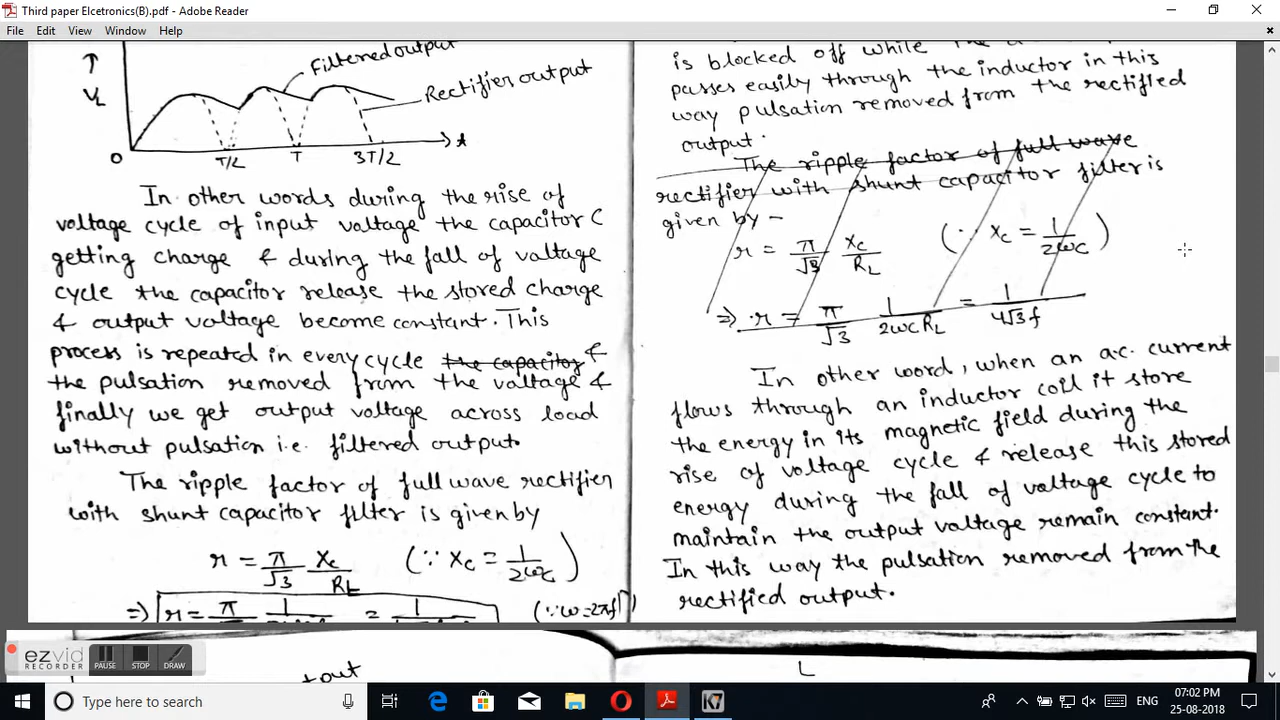 Third paper Elcetronics(B).pdf - Adobe Reader
File Edit View Window Help
Filtered output
Rectifier output
↑
VL
O
T/2
T
3T/2
t
In other words during the rise of
voltage cycle of input voltage the capacitor C
getting charge & during the fall of voltage
cycle the capacitor release the stored charge
& output voltage become constant. This
process is repeated in every cycle the capacitor &
the pulsation removed from the voltage &
finally we get output voltage across load
without pulsation i.e. filtered output.
The ripple factor of full wave rectifier
with shunt capacitor filter is given by
r = π/√3 Xc/RL (∵ Xc = 1/2ωc)
⇒ r = π 1 = 1 (∵ ω = 2πf)
is blocked off while the
passes easily through the inductor in this
way pulsation removed from the rectified
output.
The ripple factor of full wave
rectifier with shunt capacitor filter is
given by -
r = π/√3 Xc/RL (∵ Xc = 1/2ωc)
⇒ r = π/√3 1/2ωcRL = 1/4√3f
In other word, when an a.c. current
flows through an inductor coil it store
the energy in its magnetic field during the
rise of voltage cycle & release this stored
energy during the fall of voltage cycle to
maintain the output voltage remain constant.
In this way the pulsation removed from the
rectified output.
output
L
ezvid
RECORDER
PAUSE STOP DRAW
Type here to search
ENG
07:02 PM
25-08-2018